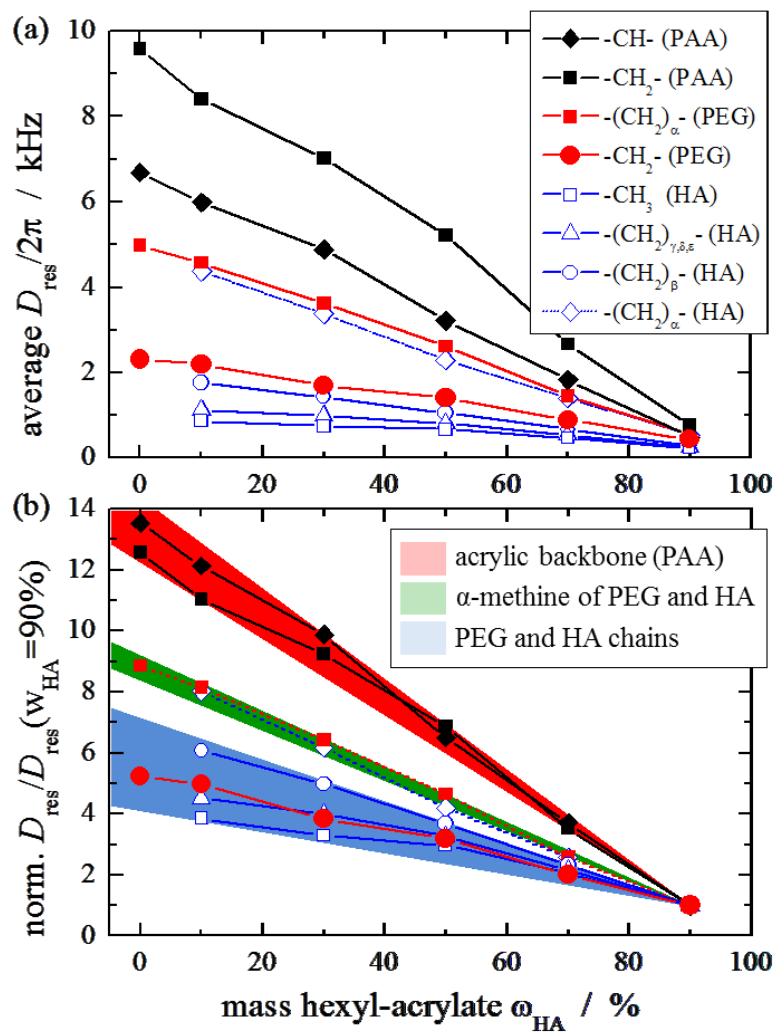 (a)
10
8
6
4
2
0
average D_res/2π / kHz
-CH- (PAA)
-CH₂- (PAA)
-(CH₂)α- (PEG)
-CH₂- (PEG)
-CH₃ (HA)
-(CH₂)γ,δ,ε- (HA)
-(CH₂)β- (HA)
-(CH₂)α- (HA)
0 20 40 60 80 100
(b)
14
12
10
8
6
4
2
0
norm. D_res/D_res (w_HA=90%)
acrylic backbone (PAA)
α-methine of PEG and HA
PEG and HA chains
0 20 40 60 80 100
mass hexyl-acrylate ω_HA / %